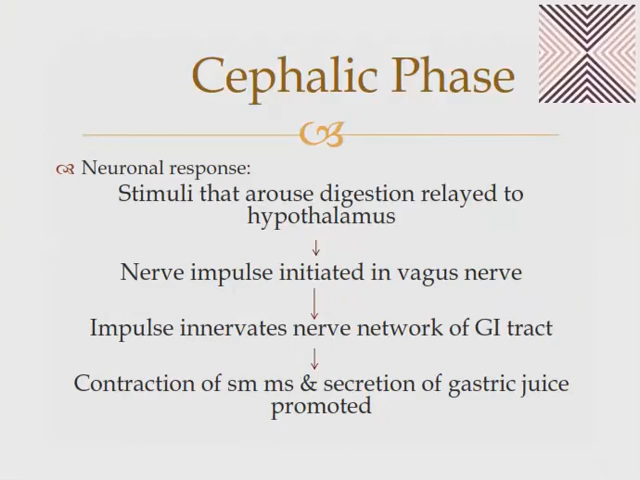 Cephalic Phase
Neuronal response:
Stimuli that arouse digestion relayed to
hypothalamus
Nerve impulse initiated in vagus nerve
Impulse innervates nerve network of GI tract
Contraction of sm ms & secretion of gastric juice
promoted